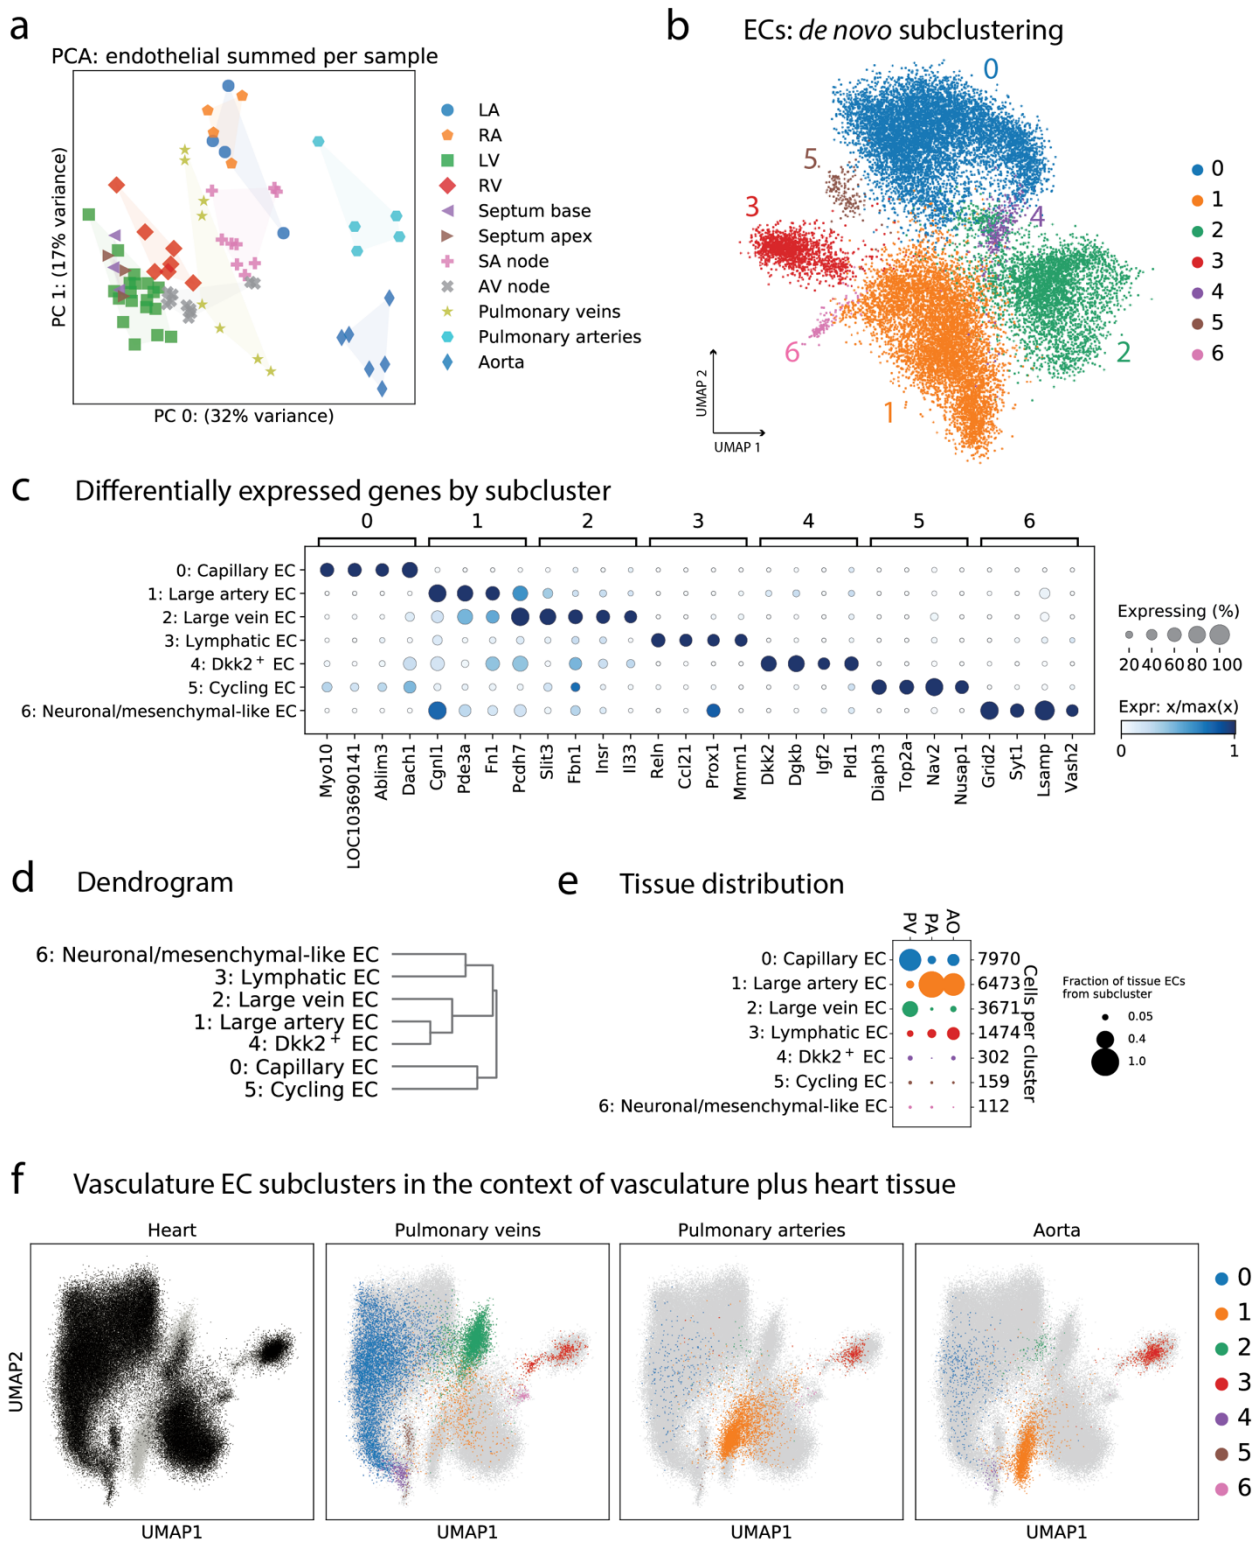 a
PCA: endothelial summed per sample
PC 1: (17% variance)
PC 0: (32% variance)
LA
RA
LV
RV
Septum base
Septum apex
SA node
AV node
Pulmonary veins
Pulmonary arteries
Aorta
b ECs: de novo subclustering
0
5
3
4
6
2
1
UMAP 2
UMAP 1
0
1
2
3
4
5
6
c Differentially expressed genes by subcluster
0 1 2 3 4 5 6
0: Capillary EC
1: Large artery EC
2: Large vein EC
3: Lymphatic EC
4: Dkk2+ EC
5: Cycling EC
6: Neuronal/mesenchymal-like EC
Myo10
LOC103690141
Ablim3
Dach1
Cgnl1
Pde3a
Fn1
Pcdh7
Slit3
Fbn1
Insr
Il33
Reln
Ccl21
Prox1
Mmrn1
Dkk2
Dgkb
Igf2
Pld1
Diaph3
Top2a
Nav2
Nusap1
Grid2
Syt1
Lsamp
Vash2
Expressing (%)
20 40 60 80 100
Expr: x/max(x)
0 1
d Dendrogram
6: Neuronal/mesenchymal-like EC
3: Lymphatic EC
2: Large vein EC
1: Large artery EC
4: Dkk2+ EC
0: Capillary EC
5: Cycling EC
e Tissue distribution
PV PA AO
0: Capillary EC 7970
1: Large artery EC 6473
2: Large vein EC 3671
3: Lymphatic EC 1474
4: Dkk2+ EC 302
5: Cycling EC 159
6: Neuronal/mesenchymal-like EC 112
Cells per cluster
Fraction of tissue ECs
from subcluster
0.05
0.4
1.0
f Vasculature EC subclusters in the context of vasculature plus heart tissue
Heart
Pulmonary veins
Pulmonary arteries
Aorta
UMAP2
UMAP1
UMAP1
UMAP1
UMAP1
0
1
2
3
4
5
6